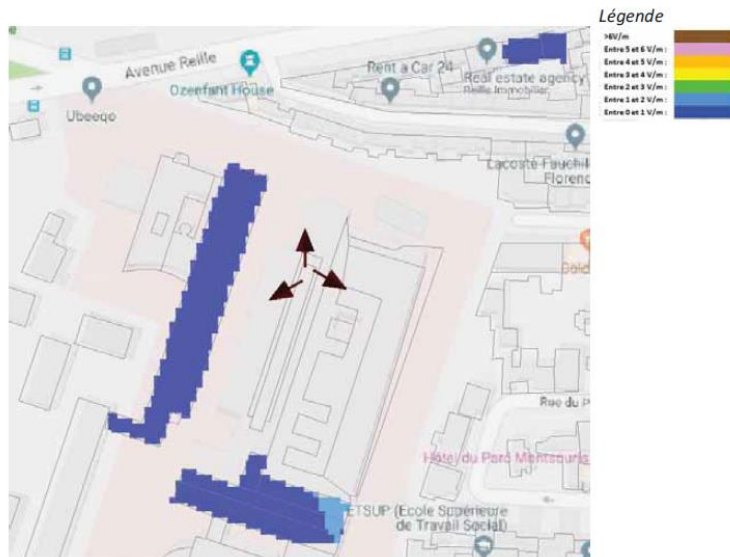 Légende
>6V/m
Entre 5 et 6 V/m :
Entre 4 et 5 V/m :
Entre 3 et 4 V/m :
Entre 2 et 3 V/m :
Entre 1 et 2 V/m :
Entre 0 et 1 V/m :
Avenue Reille
Ozenfant House
Ubeeqo
Rent a Car 24
Real estate agency
Reille Immobilier
Lacoste Fauchill
Florenc
Rue du P
Hôtel du Parc Montsouris
ETSUP (École Supérieure
de Travail Social)